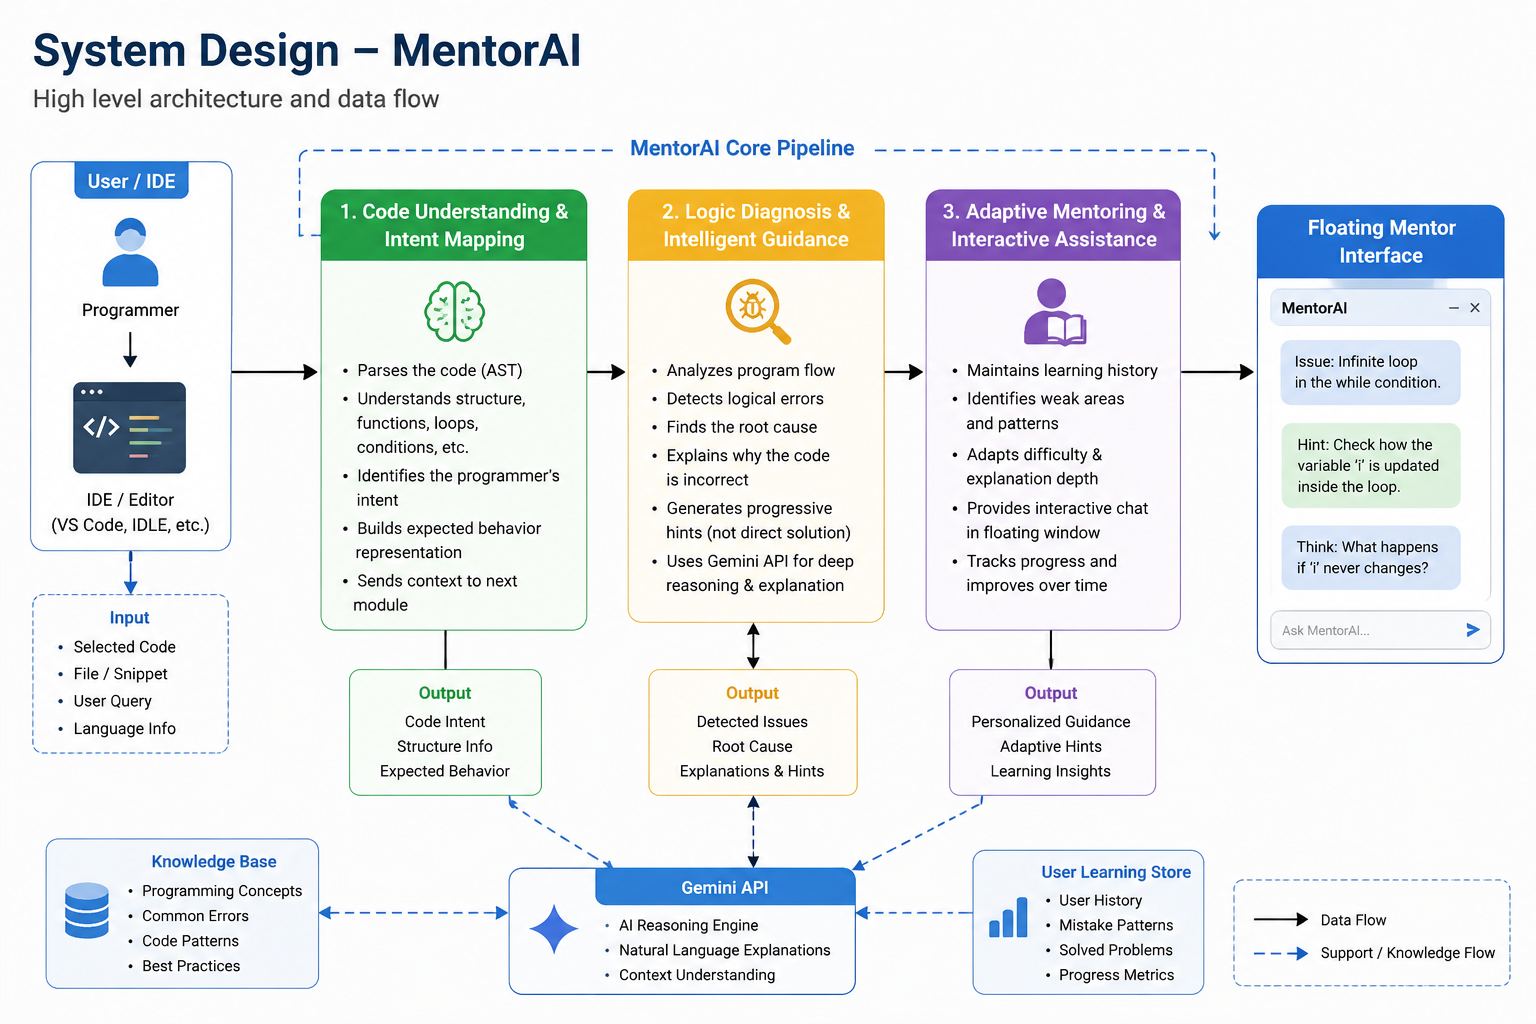 System Design – MentorAI
High level architecture and data flow
MentorAI Core Pipeline
User / IDE
Programmer
</>
IDE / Editor
(VS Code, IDLE, etc.)
Input
• Selected Code
• File / Snippet
• User Query
• Language Info
1. Code Understanding &
Intent Mapping
• Parses the code (AST)
• Understands structure,
functions, loops,
conditions, etc.
• Identifies the programmer's
intent
• Builds expected behavior
representation
• Sends context to next
module
Output
Code Intent
Structure Info
Expected Behavior
2. Logic Diagnosis &
Intelligent Guidance
• Analyzes program flow
• Detects logical errors
• Finds the root cause
• Explains why the code
is incorrect
• Generates progressive
hints (not direct solution)
• Uses Gemini API for deep
reasoning & explanation
Output
Detected Issues
Root Cause
Explanations & Hints
3. Adaptive Mentoring &
Interactive Assistance
• Maintains learning history
• Identifies weak areas
and patterns
• Adapts difficulty &
explanation depth
• Provides interactive chat
in floating window
• Tracks progress and
improves over time
Output
Personalized Guidance
Adaptive Hints
Learning Insights
Floating Mentor
Interface
MentorAI
Issue: Infinite loop
in the while condition.
Hint: Check how the
variable ‘i’ is updated
inside the loop.
Think: What happens
if ‘i’ never changes?
Ask MentorAI...
Knowledge Base
• Programming Concepts
• Common Errors
• Code Patterns
• Best Practices
Gemini API
• AI Reasoning Engine
• Natural Language Explanations
• Context Understanding
User Learning Store
• User History
• Mistake Patterns
• Solved Problems
• Progress Metrics
Data Flow
Support / Knowledge Flow